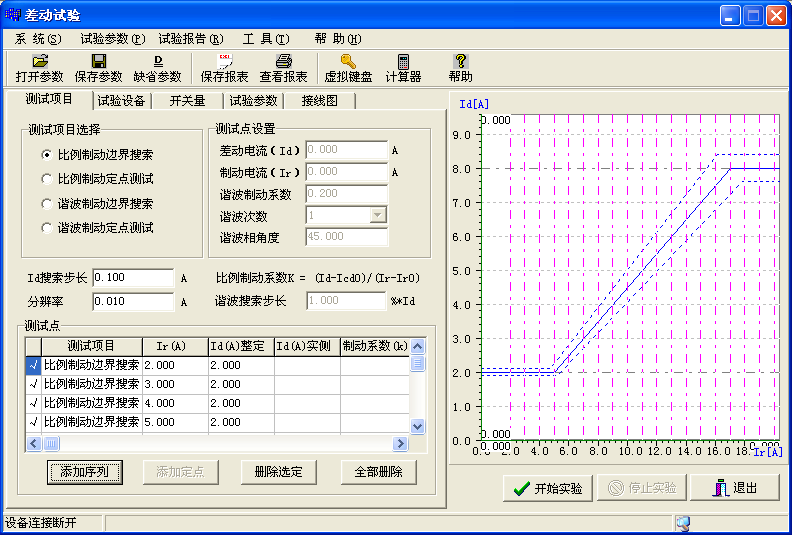 差动试验
系 统(S) 试验参数(P) 试验报告(R) 工 具(T) 帮 助(H)
打开参数 保存参数 缺省参数 保存报表 查看报表 虚拟键盘 计算器 帮助
测试项目 试验设备 开关量 试验参数 接线图
测试项目选择
比例制动边界搜索
比例制动定点测试
谐波制动边界搜索
谐波制动定点测试
测试点设置
差动电流(Id) 0.000 A
制动电流(Ir) 0.000 A
谐波制动系数 0.200
谐波次数 1
谐波相角度 45.000
Id搜索步长 0.100 A 比例制动系数K = (Id-Icd0)/(Ir-Ir0)
分辨率 0.010 A 谐波搜索步长 1.000 %*Id
测试点
测试项目 Ir(A) Id(A)整定 Id(A)实侧 制动系数(k)
√ 比例制动边界搜索 2.000 2.000
√ 比例制动边界搜索 3.000 2.000
√ 比例制动边界搜索 4.000 2.000
√ 比例制动边界搜索 5.000 2.000
添加序列 添加定点 删除选定 全部删除
Id[A]
0.000
9.0
8.0
7.0
6.0
5.0
4.0
3.0
2.0
1.0
0.0
0.000
0.000
2.0 4.0 6.0 8.0 10.0 12.0 14.0 16.0 18.0
Ir[A]
开始实验 停止实验 退出
设备连接断开